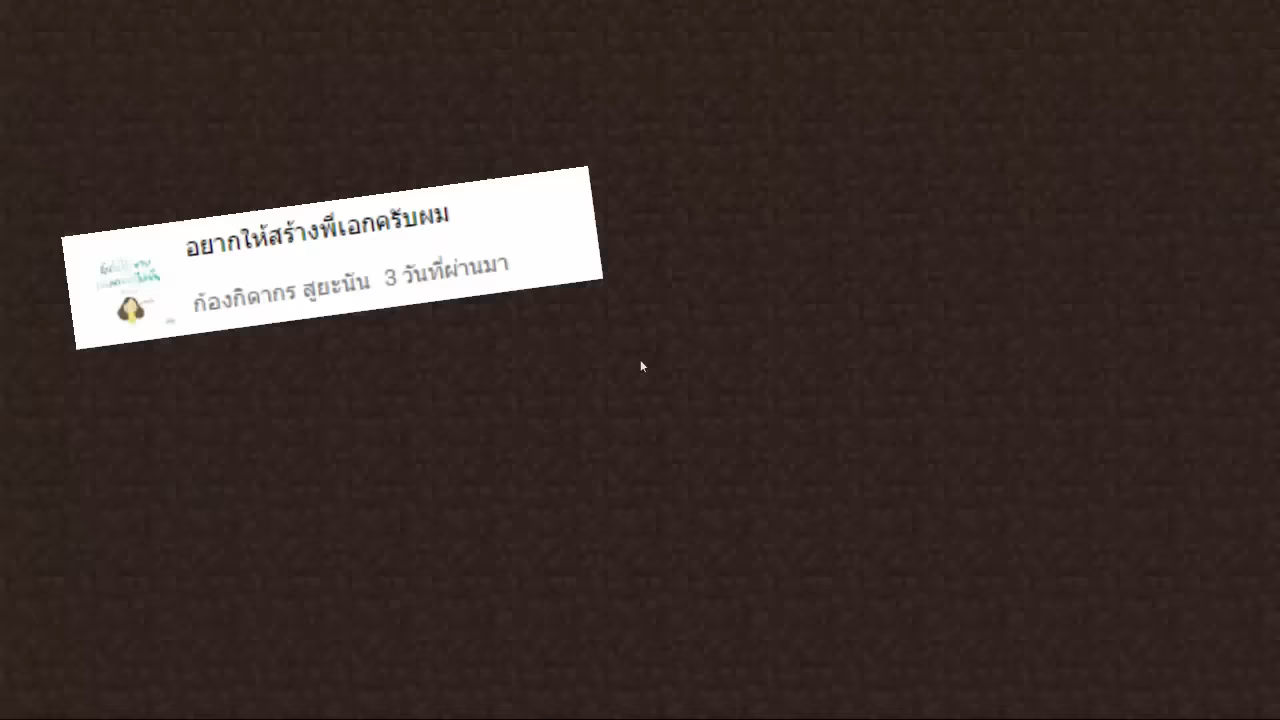 อยากให้สร้างพี่เอกครับผม
ก้องกิดากร สูยะนัน 3 วันที่ผ่านมา